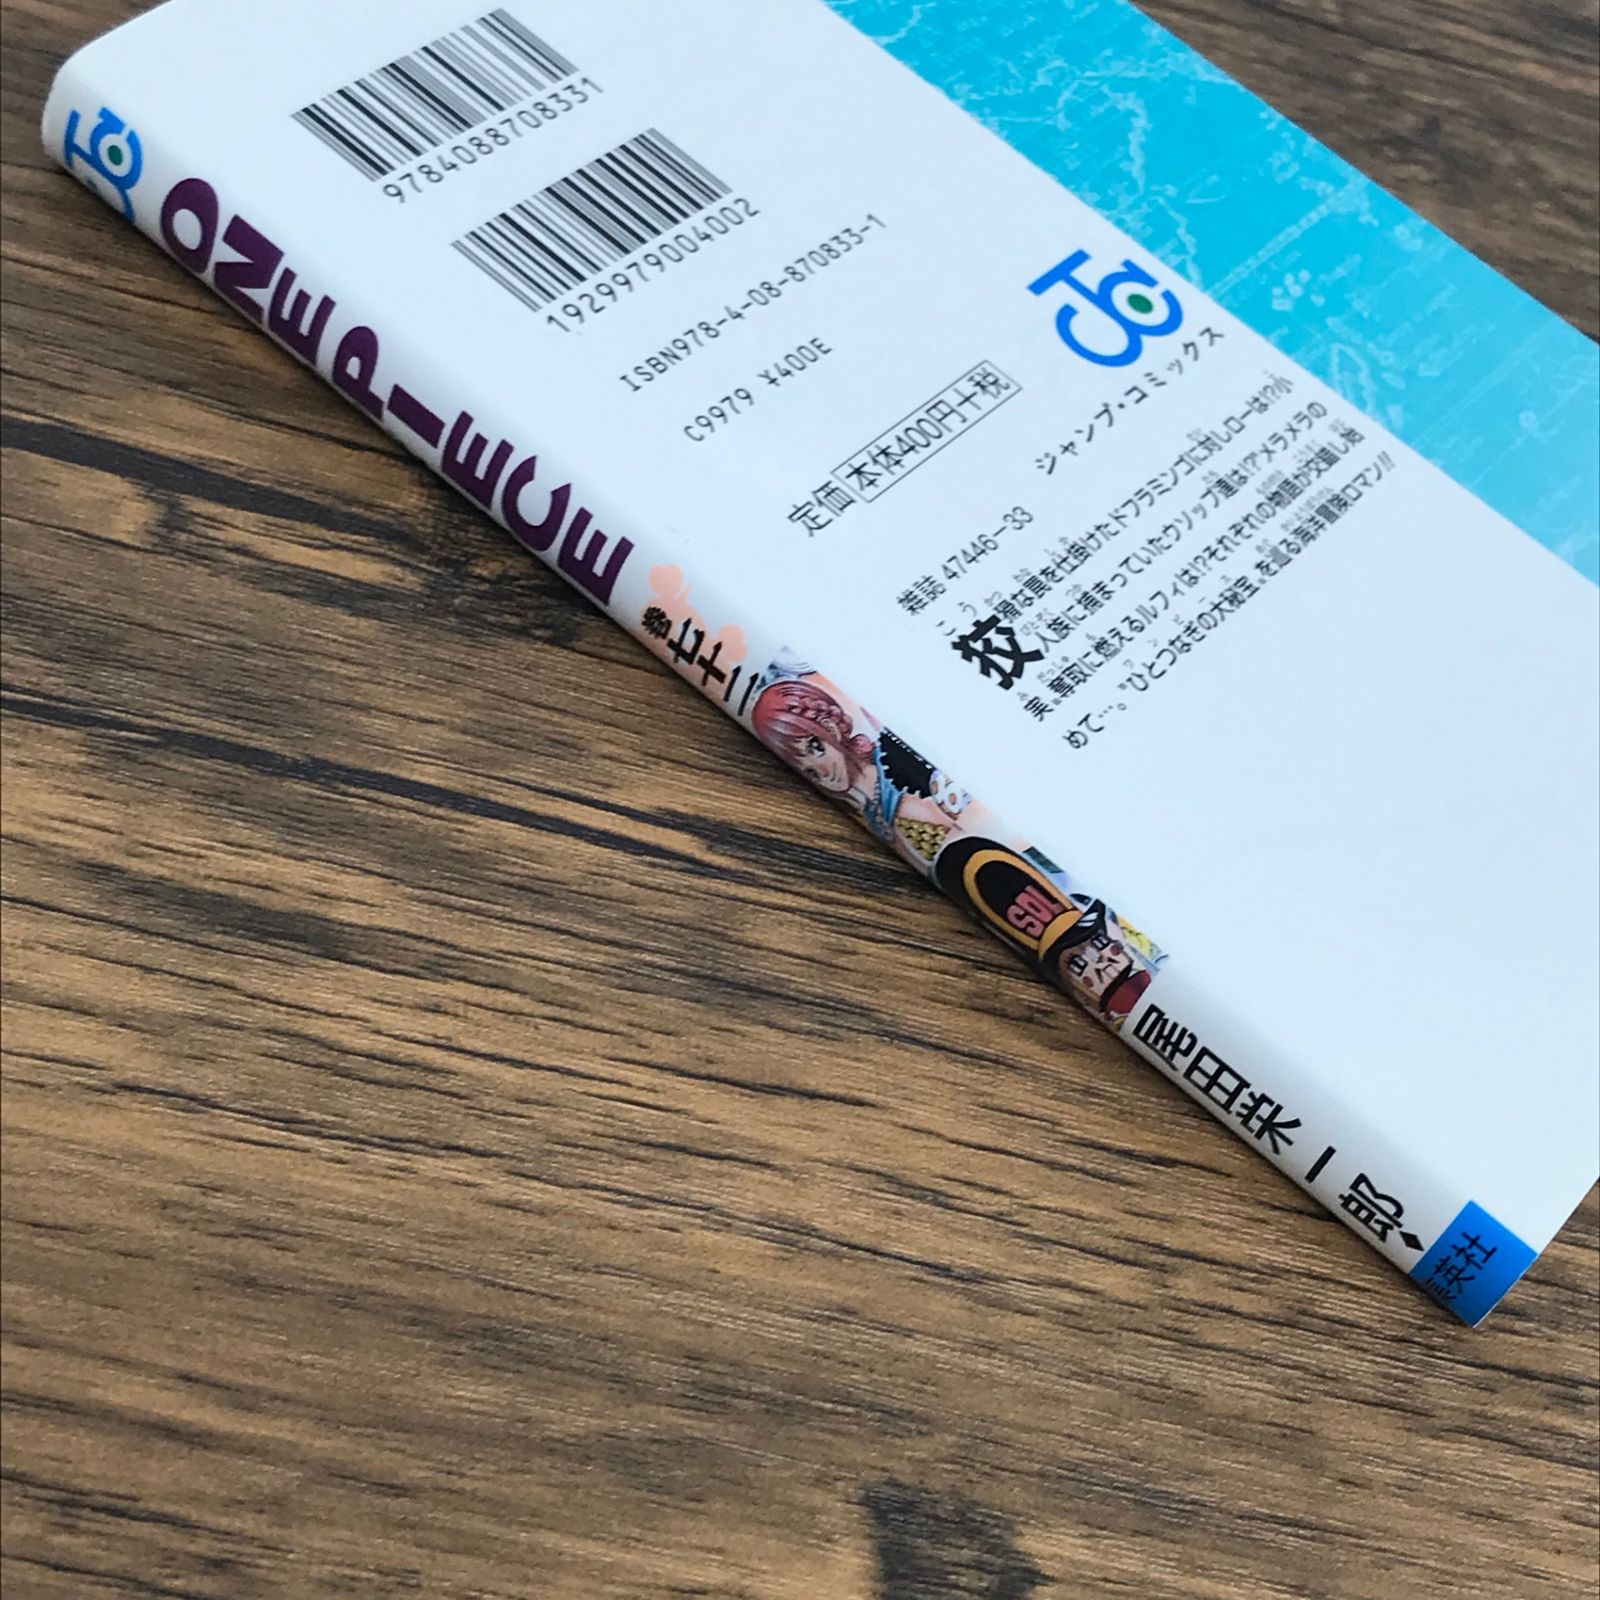 9784088708331
1929979004002
ISBN978-4-08-870833-1
C9979 ¥400E
定価 本体400円+税
ジャンプ・コミックス
雑誌 47446-33
狡猾な罠を仕掛けたドフラミンゴに対しローは!?小
人族に捕まっていたウソップ達は!?"メラメラの
実"奪取に燃えるルフィは!?それぞれの物語が交錯し始
めて…。"ひとつなぎの大秘宝"を巡る海洋冒険ロマン!!
ONE PIECE
巻七十二
SOL
尾田栄一郎
集英社